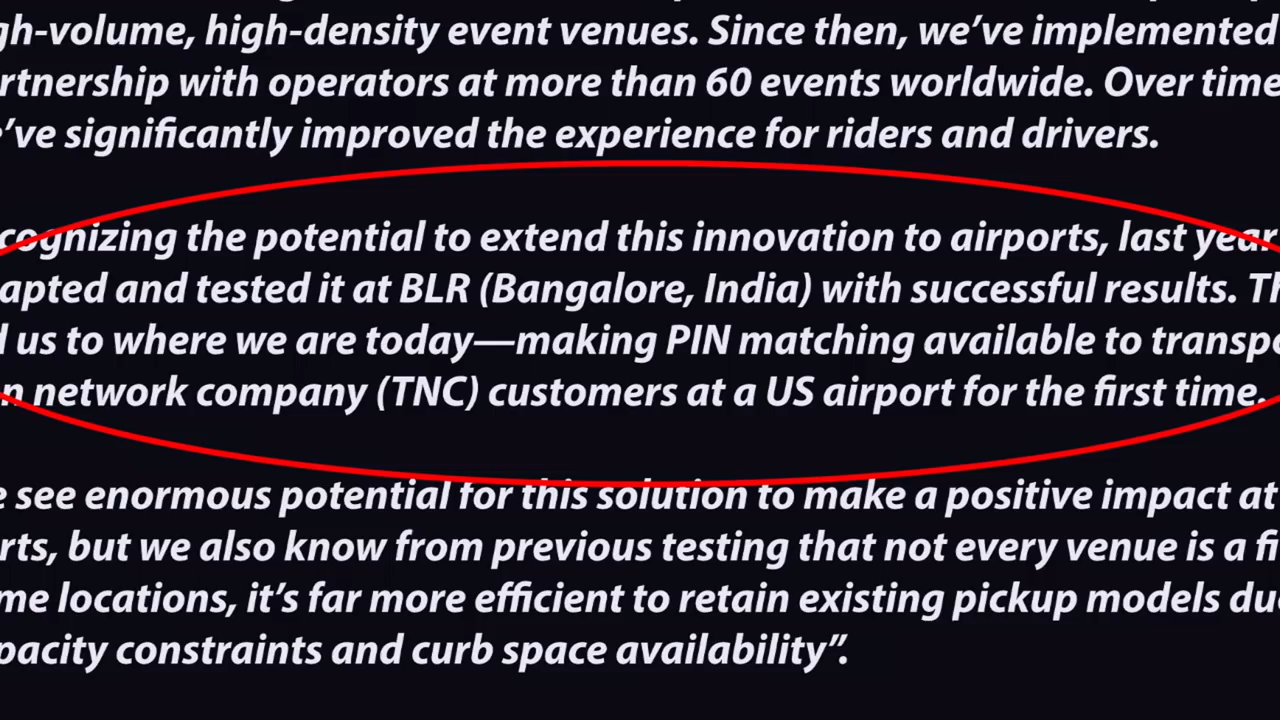 gh-volume, high-density event venues. Since then, we’ve implemented
rtnership with operators at more than 60 events worldwide. Over time
e’ve significantly improved the experience for riders and drivers.
cognizing the potential to extend this innovation to airports, last year
apted and tested it at BLR (Bangalore, India) with successful results. Th
d us to where we are today—making PIN matching available to transpo
on network company (TNC) customers at a US airport for the first time.
e see enormous potential for this solution to make a positive impact at
rts, but we also know from previous testing that not every venue is a fi
me locations, it’s far more efficient to retain existing pickup models du
pacity constraints and curb space availability”.